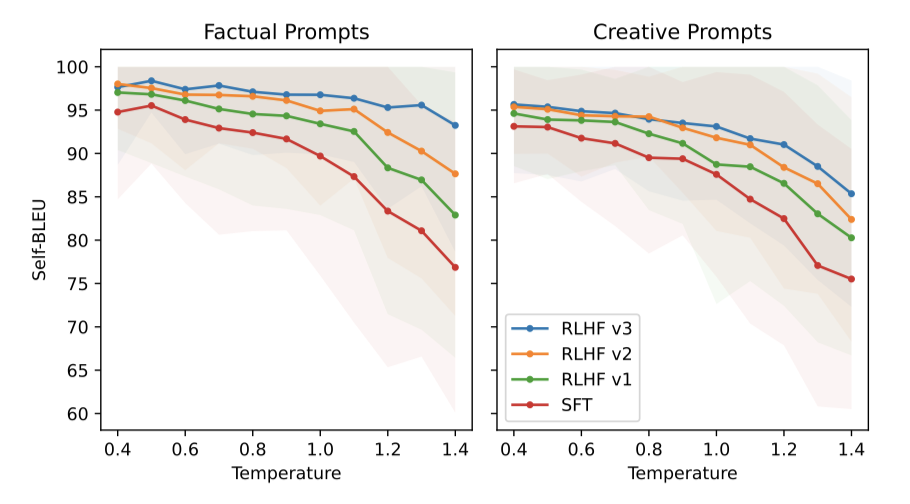 Factual Prompts
Creative Prompts
100
95
90
85
80
75
70
65
60
Self-BLEU
RLHF v3
RLHF v2
RLHF v1
SFT
0.4 0.6 0.8 1.0 1.2 1.4
0.4 0.6 0.8 1.0 1.2 1.4
Temperature
Temperature